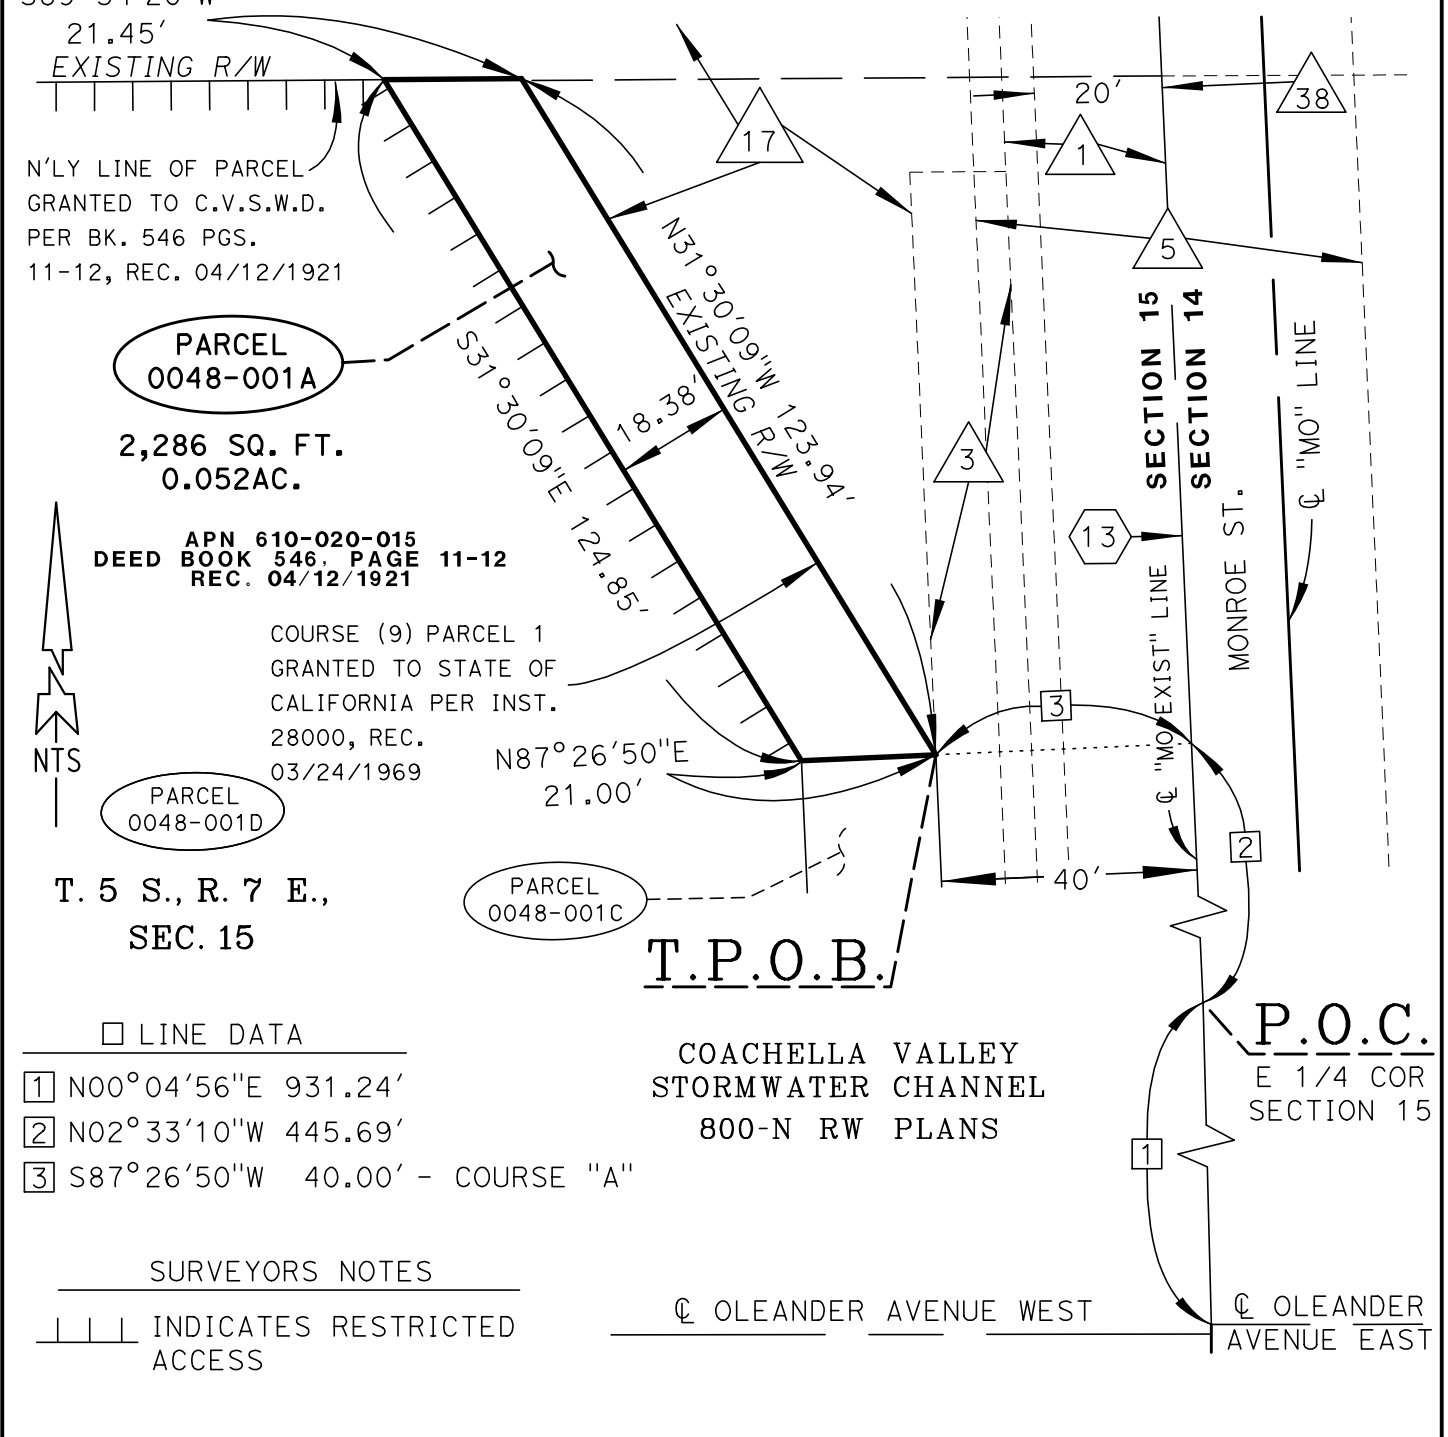 21.45'
EXISTING R/W
N'LY LINE OF PARCEL
GRANTED TO C.V.S.W.D.
PER BK. 546 PGS.
11-12, REC. 04/12/1921
PARCEL
0048-001A
2,286 SQ. FT.
0.052AC.
APN 610-020-015
DEED BOOK 546, PAGE 11-12
REC. 04/12/1921
COURSE (9) PARCEL 1
GRANTED TO STATE OF
CALIFORNIA PER INST.
28000, REC.
03/24/1969
NTS
PARCEL
0048-001D
T. 5 S., R. 7 E.,
SEC. 15
S31°30'09"E 124.85'
18.38'
N31°30'09"W 123.94'
EXISTING R/W
N87°26'50"E
21.00'
PARCEL
0048-001C
T.P.O.B.
17
20'
1
38
5
3
13
SECTION 15
SECTION 14
℄ "MO" LINE
MONROE ST.
℄ "MO EXIST" LINE
3
2
40'
P.O.C.
E 1/4 COR
SECTION 15
1
□ LINE DATA
1 N00°04'56"E 931.24'
2 N02°33'10"W 445.69'
3 S87°26'50"W 40.00' - COURSE "A"
COACHELLA VALLEY
STORMWATER CHANNEL
800-N RW PLANS
SURVEYORS NOTES
INDICATES RESTRICTED
ACCESS
℄ OLEANDER AVENUE WEST
℄ OLEANDER
AVENUE EAST